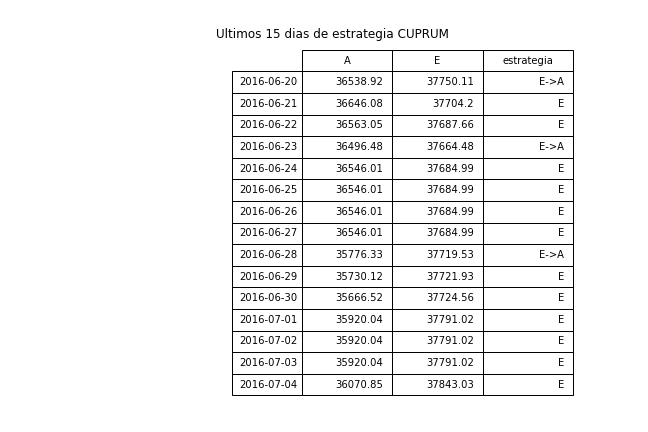 Ultimos 15 dias de estrategia CUPRUM
A E estrategia
2016-06-20 36538.92 37750.11 E->A
2016-06-21 36646.08 37704.2 E
2016-06-22 36563.05 37687.66 E
2016-06-23 36496.48 37664.48 E->A
2016-06-24 36546.01 37684.99 E
2016-06-25 36546.01 37684.99 E
2016-06-26 36546.01 37684.99 E
2016-06-27 36546.01 37684.99 E
2016-06-28 35776.33 37719.53 E->A
2016-06-29 35730.12 37721.93 E
2016-06-30 35666.52 37724.56 E
2016-07-01 35920.04 37791.02 E
2016-07-02 35920.04 37791.02 E
2016-07-03 35920.04 37791.02 E
2016-07-04 36070.85 37843.03 E